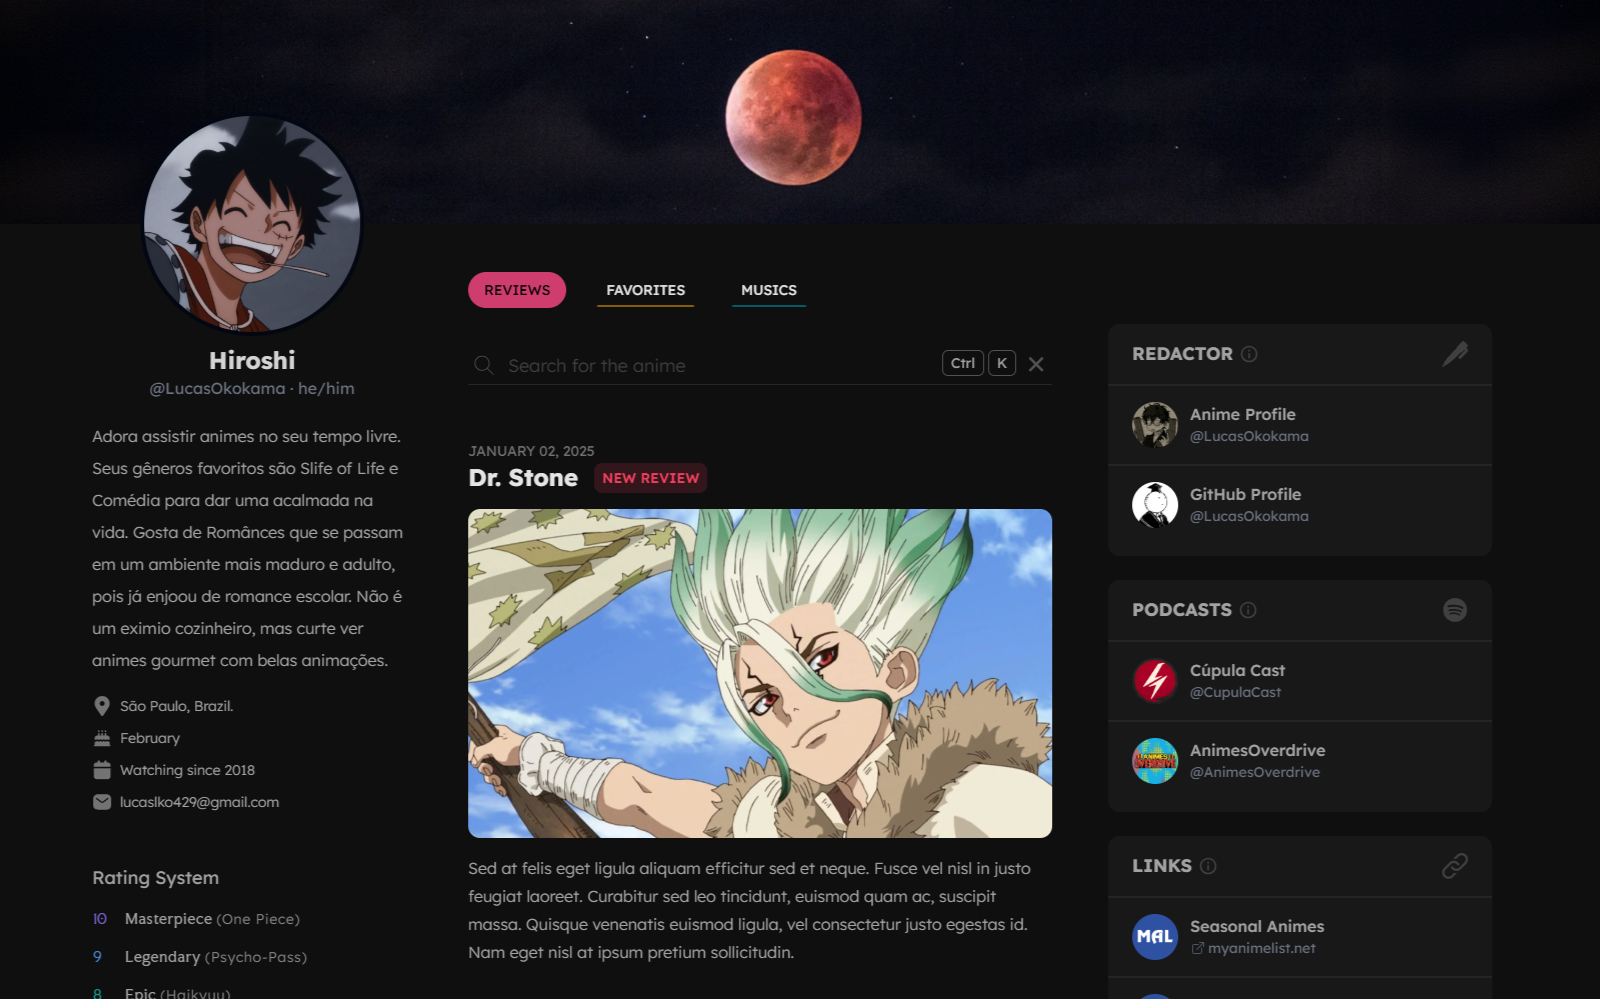 REVIEWS
FAVORITES
MUSICS
Search for the anime
Ctrl
K
Hiroshi
@LucasOkokama · he/him
Adora assistir animes no seu tempo livre.
Seus gêneros favoritos são Slife of Life e
Comédia para dar uma acalmada na
vida. Gosta de Românces que se passam
em um ambiente mais maduro e adulto,
pois já enjoou de romance escolar. Não é
um eximio cozinheiro, mas curte ver
animes gourmet com belas animações.
São Paulo, Brazil.
February
Watching since 2018
lucaslko429@gmail.com
Rating System
10 Masterpiece (One Piece)
9 Legendary (Psycho-Pass)
8 Epic (Haikyuu)
JANUARY 02, 2025
Dr. Stone
NEW REVIEW
Sed at felis eget ligula aliquam efficitur sed et neque. Fusce vel nisl in justo
feugiat laoreet. Curabitur sed leo tincidunt, euismod quam ac, suscipit
massa. Quisque venenatis euismod ligula, vel consectetur justo egestas id.
Nam eget nisl at ipsum pretium sollicitudin.
REDACTOR
Anime Profile
@LucasOkokama
GitHub Profile
@LucasOkokama
PODCASTS
Cúpula Cast
@CupulaCast
ANIMES
OVERDRIVE
AnimesOverdrive
@AnimesOverdrive
LINKS
MAL
Seasonal Animes
myanimelist.net